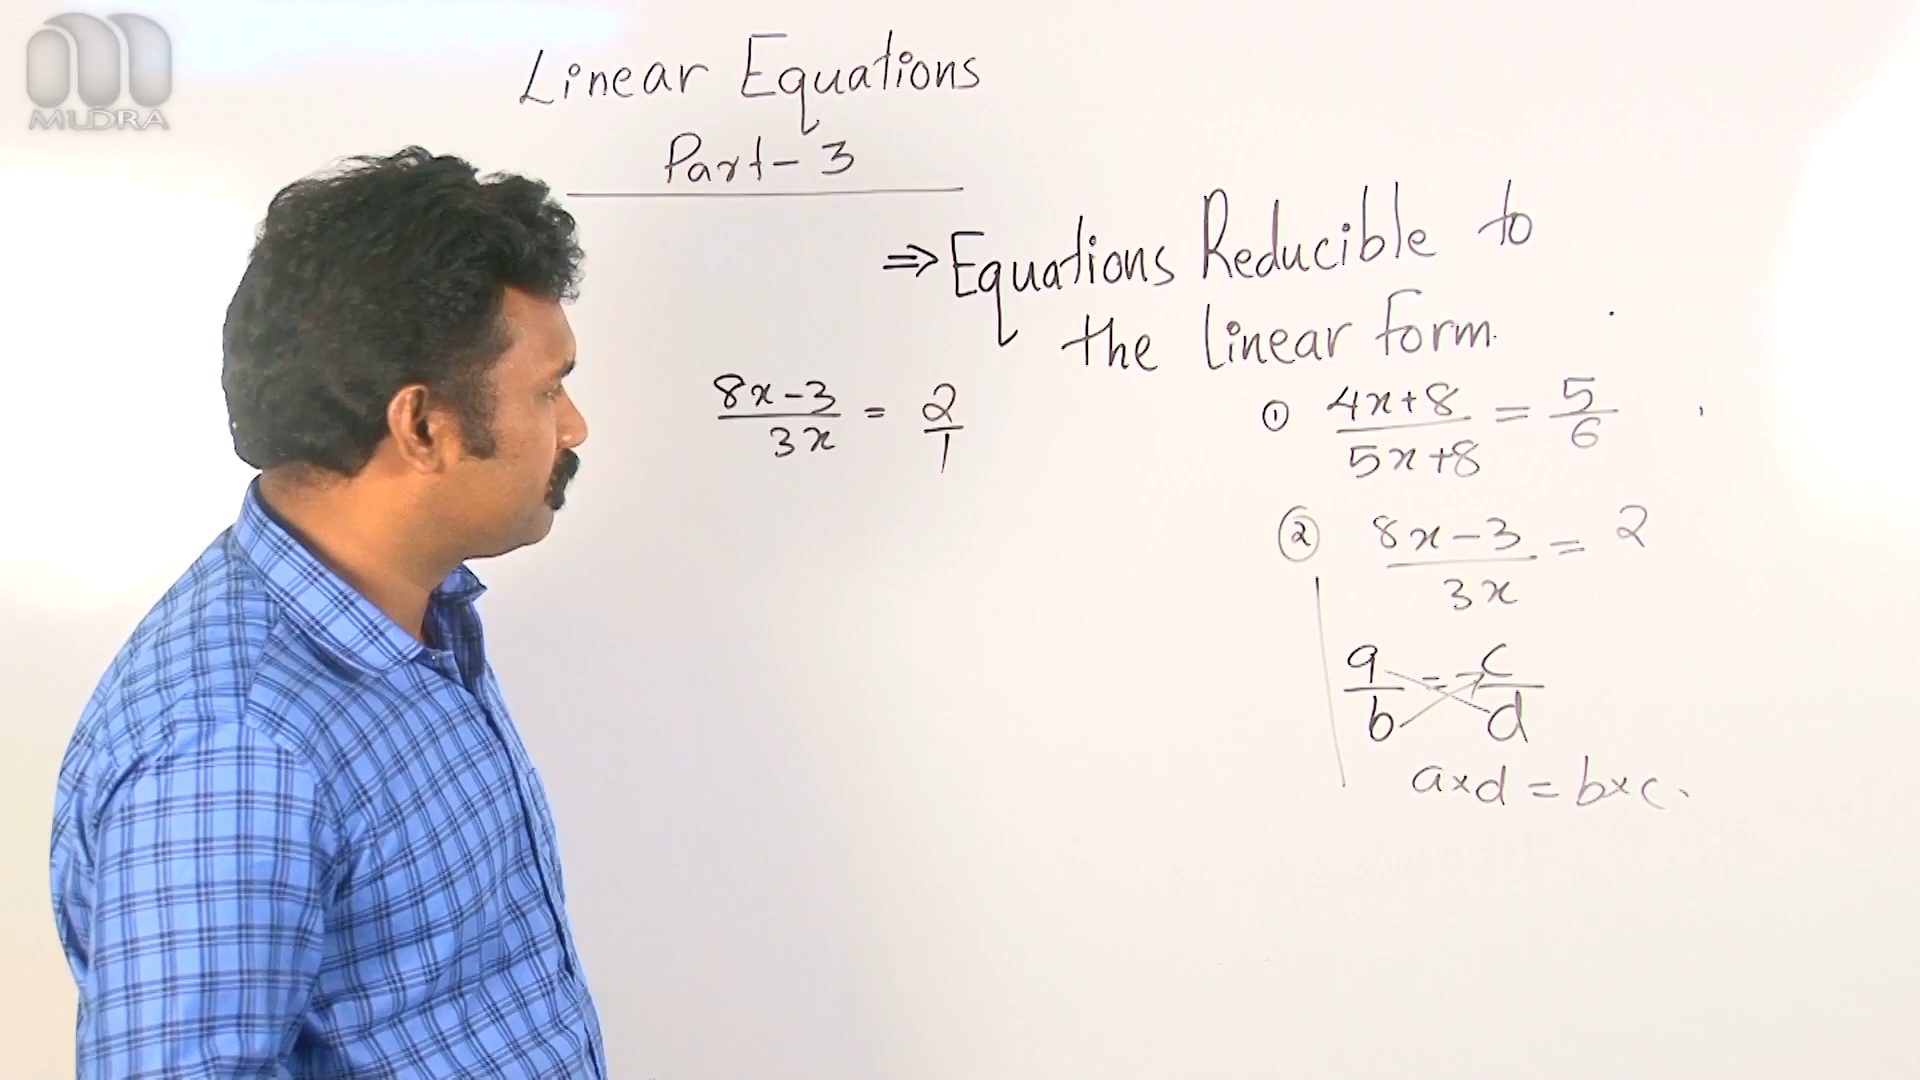 MUDRA
Linear Equations
Part-3
⇒ Equations Reducible to
the linear form.
8x-3/3x = 2/1
① 4x+8/5x+8 = 5/6
② 8x-3/3x = 2
a/b = c/d
a×d = b×c.